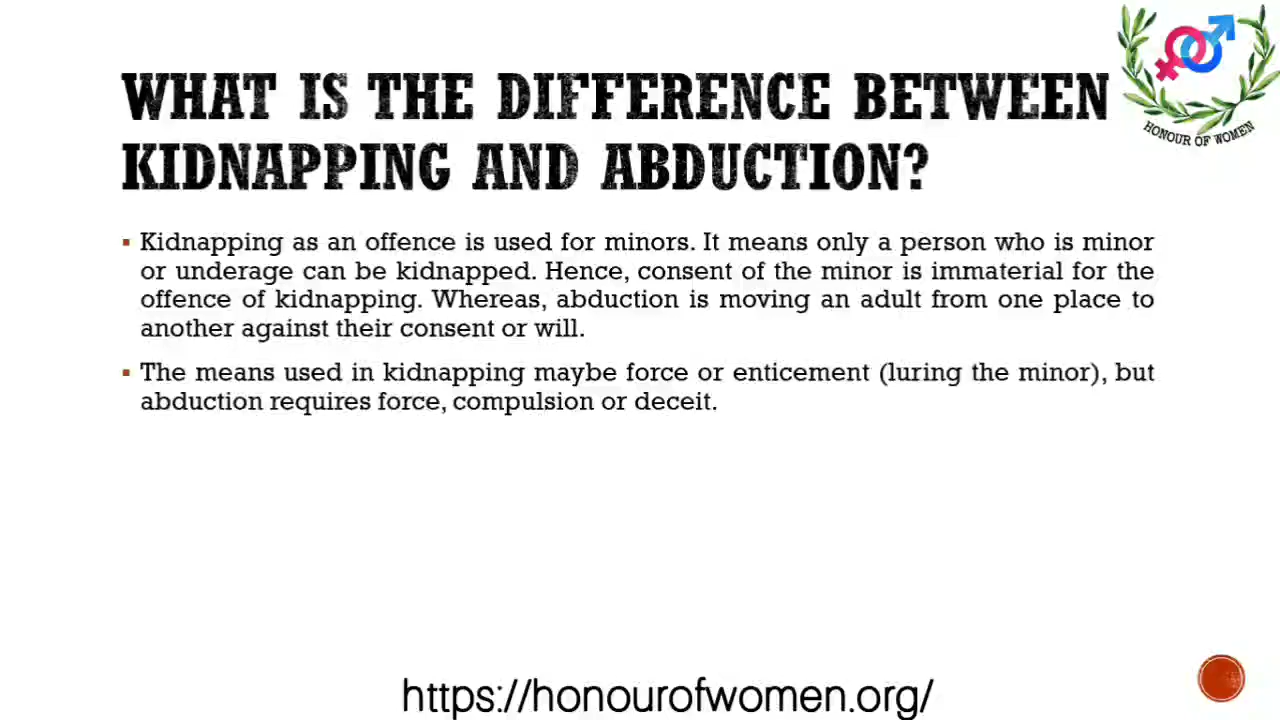 HONOUR OF WOMEN
WHAT IS THE DIFFERENCE BETWEEN
KIDNAPPING AND ABDUCTION?
▪ Kidnapping as an offence is used for minors. It means only a person who is minor
or underage can be kidnapped. Hence, consent of the minor is immaterial for the
offence of kidnapping. Whereas, abduction is moving an adult from one place to
another against their consent or will.
▪ The means used in kidnapping maybe force or enticement (luring the minor), but
abduction requires force, compulsion or deceit.
https://honourofwomen.org/